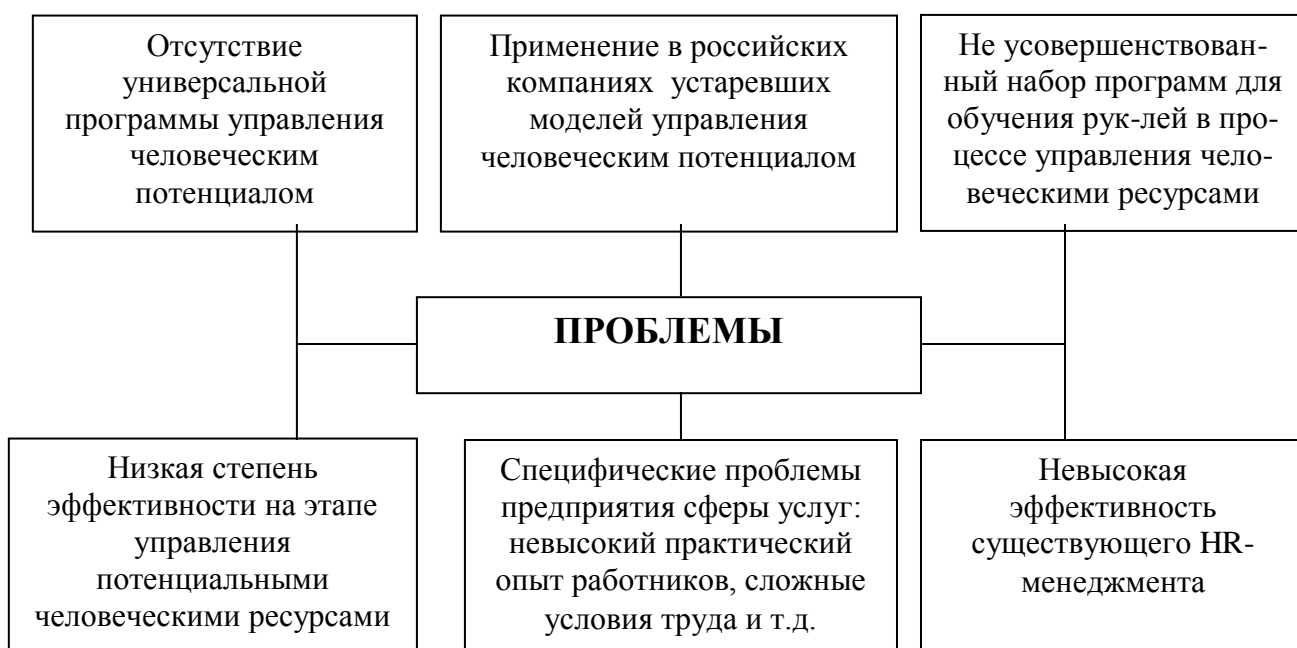 Отсутствие
универсальной
программы управления
человеческим
потенциалом
Применение в российских
компаниях устаревших
моделей управления
человеческим потенциалом
Не усовершенствован-
ный набор программ для
обучения рук-лей в про-
цессе управления чело-
веческими ресурсами
ПРОБЛЕМЫ
Низкая степень
эффективности на этапе
управления
потенциальными
человеческими ресурсами
Специфические проблемы
предприятия сферы услуг:
невысокий практический
опыт работников, сложные
условия труда и т.д.
Невысокая
эффективность
существующего HR-
менеджмента